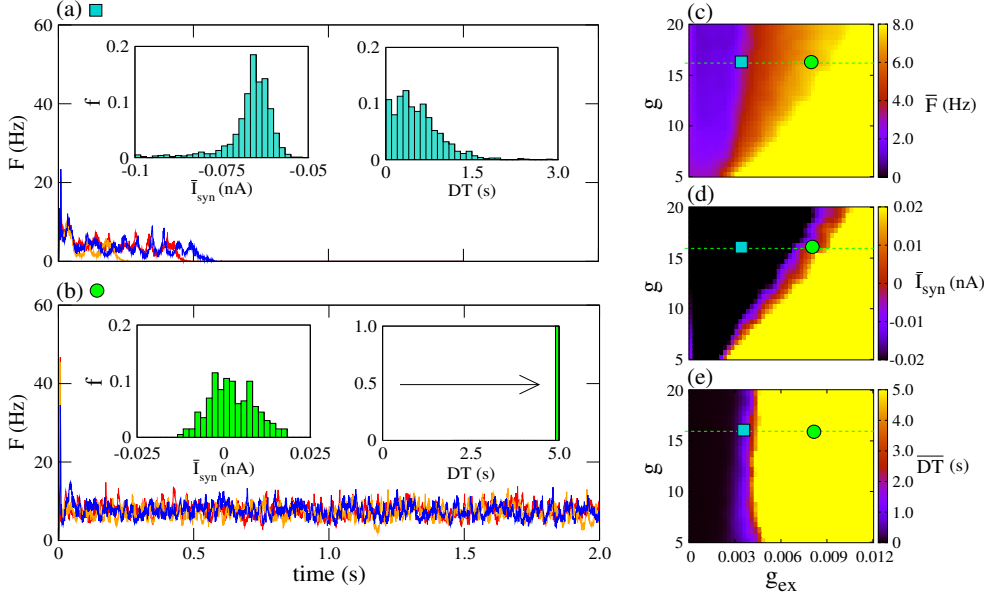 (a)
60
40
20
0
F (Hz)
0.2
0.1
0
f
-0.1 -0.075 -0.05
I̅syn (nA)
0.2
0.1
0
0 1.5 3.0
DT (s)
(b)
60
40
20
0
F (Hz)
0.2
0.1
0
f
-0.025 0 0.025
I̅syn (nA)
1.0
0.5
0
0 2.5 5.0
DT (s)
0 0.5 1.0 1.5 2.0
time (s)
(c)
20
15
10
5
g
8.0
6.0
4.0
2.0
0
F̅ (Hz)
(d)
20
15
10
5
g
0.02
0.01
0
-0.01
-0.02
I̅syn (nA)
(e)
20
15
10
5
g
5.0
4.0
3.0
2.0
1.0
0
D̅T̅ (s)
0 0.003 0.006 0.009 0.012
gex